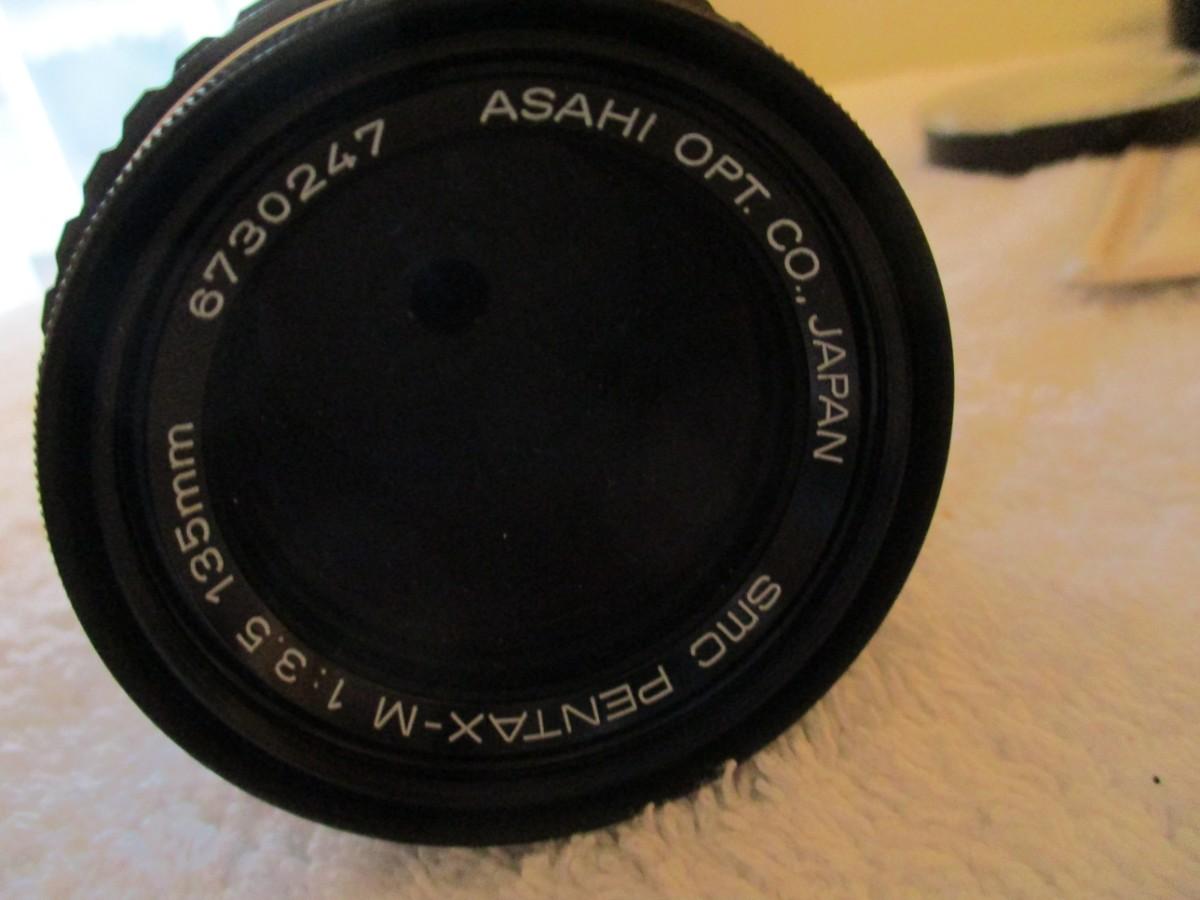 ASAHI OPT. CO., JAPAN
SMC PENTAX-M 1:3.5 135mm
6730247